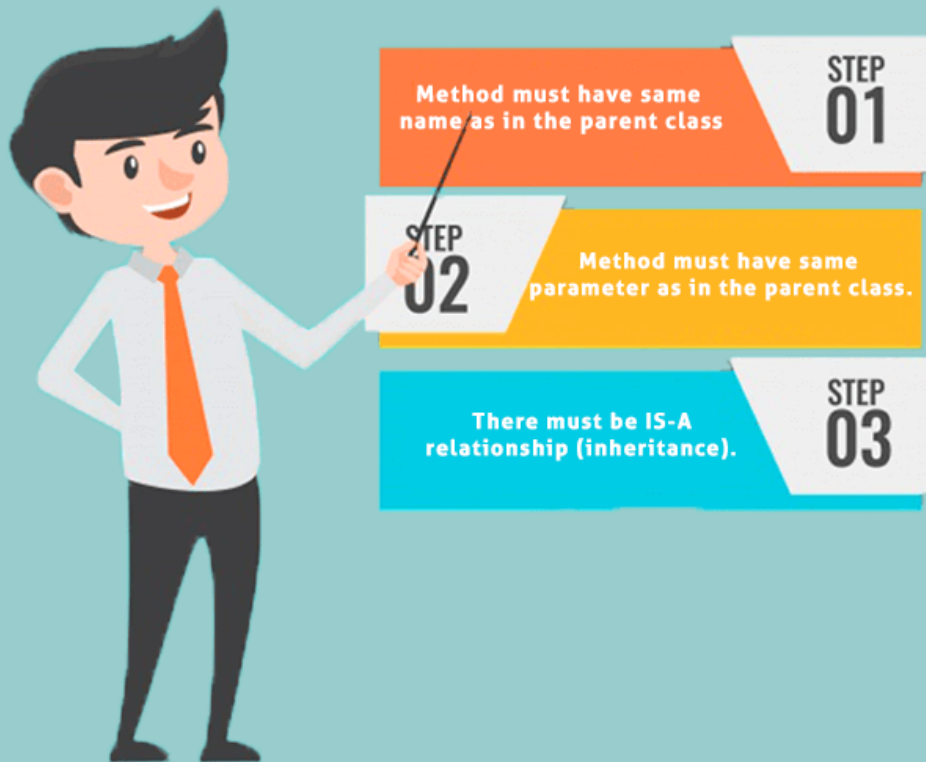 Method must have same
name as in the parent class
STEP
01
STEP
02
Method must have same
parameter as in the parent class.
There must be IS-A
relationship (inheritance).
STEP
03